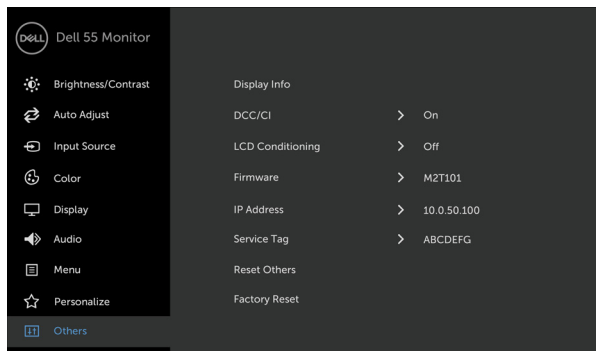 DELL Dell 55 Monitor
Brightness/Contrast
Auto Adjust
Input Source
Color
Display
Audio
Menu
Personalize
Others
Display Info
DCC/CI > On
LCD Conditioning > Off
Firmware > M2T101
IP Address > 10.0.50.100
Service Tag > ABCDEFG
Reset Others
Factory Reset